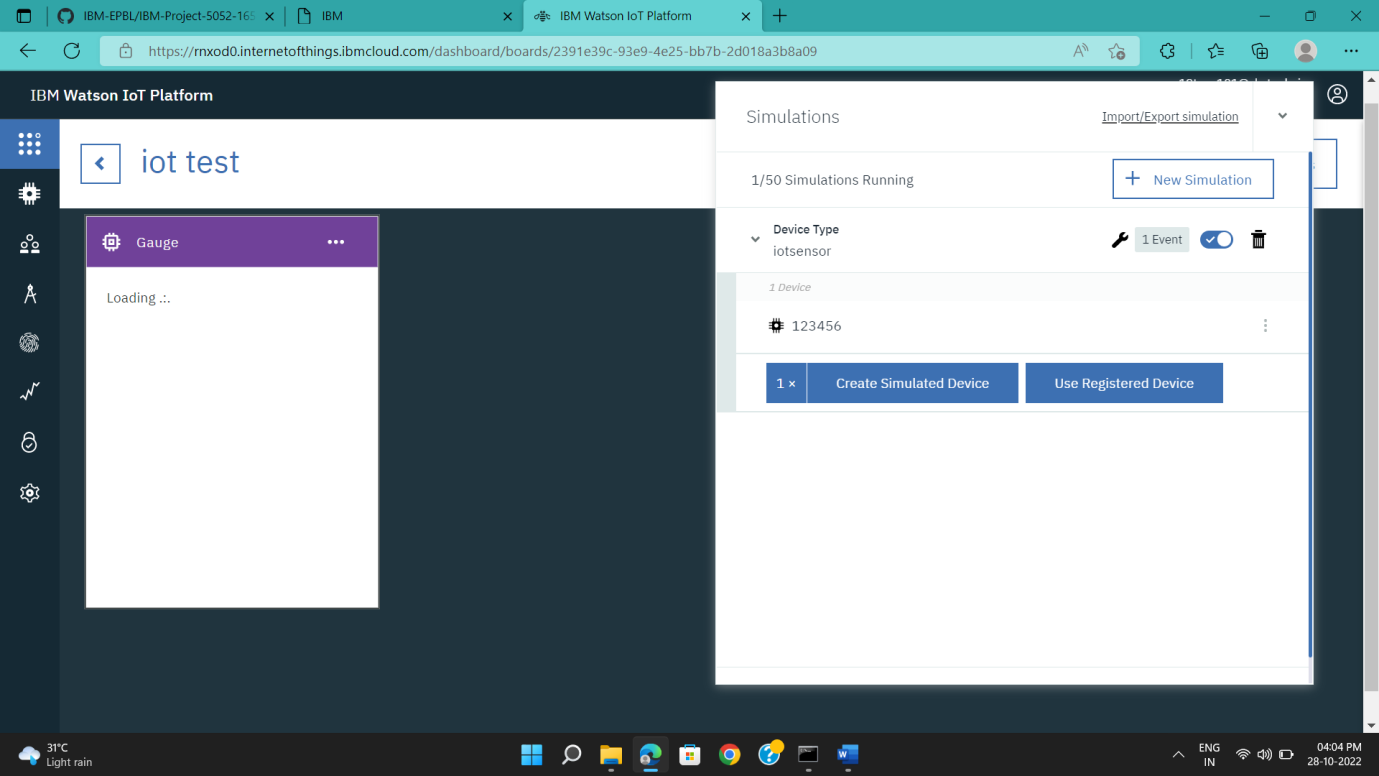 IBM-EPBL/IBM-Project-5052-165
IBM
IBM Watson IoT Platform
https://rnxod0.internetofthings.ibmcloud.com/dashboard/boards/2391e39c-93e9-4e25-bb7b-2d018a3b8a09
IBM Watson IoT Platform
iot test
Gauge
Loading .:.
Simulations
Import/Export simulation
1/50 Simulations Running
+ New Simulation
Device Type
iotsensor
1 Event
1 Device
123456
1 ×
Create Simulated Device
Use Registered Device
31°C
Light rain
ENG
IN
04:04 PM
28-10-2022